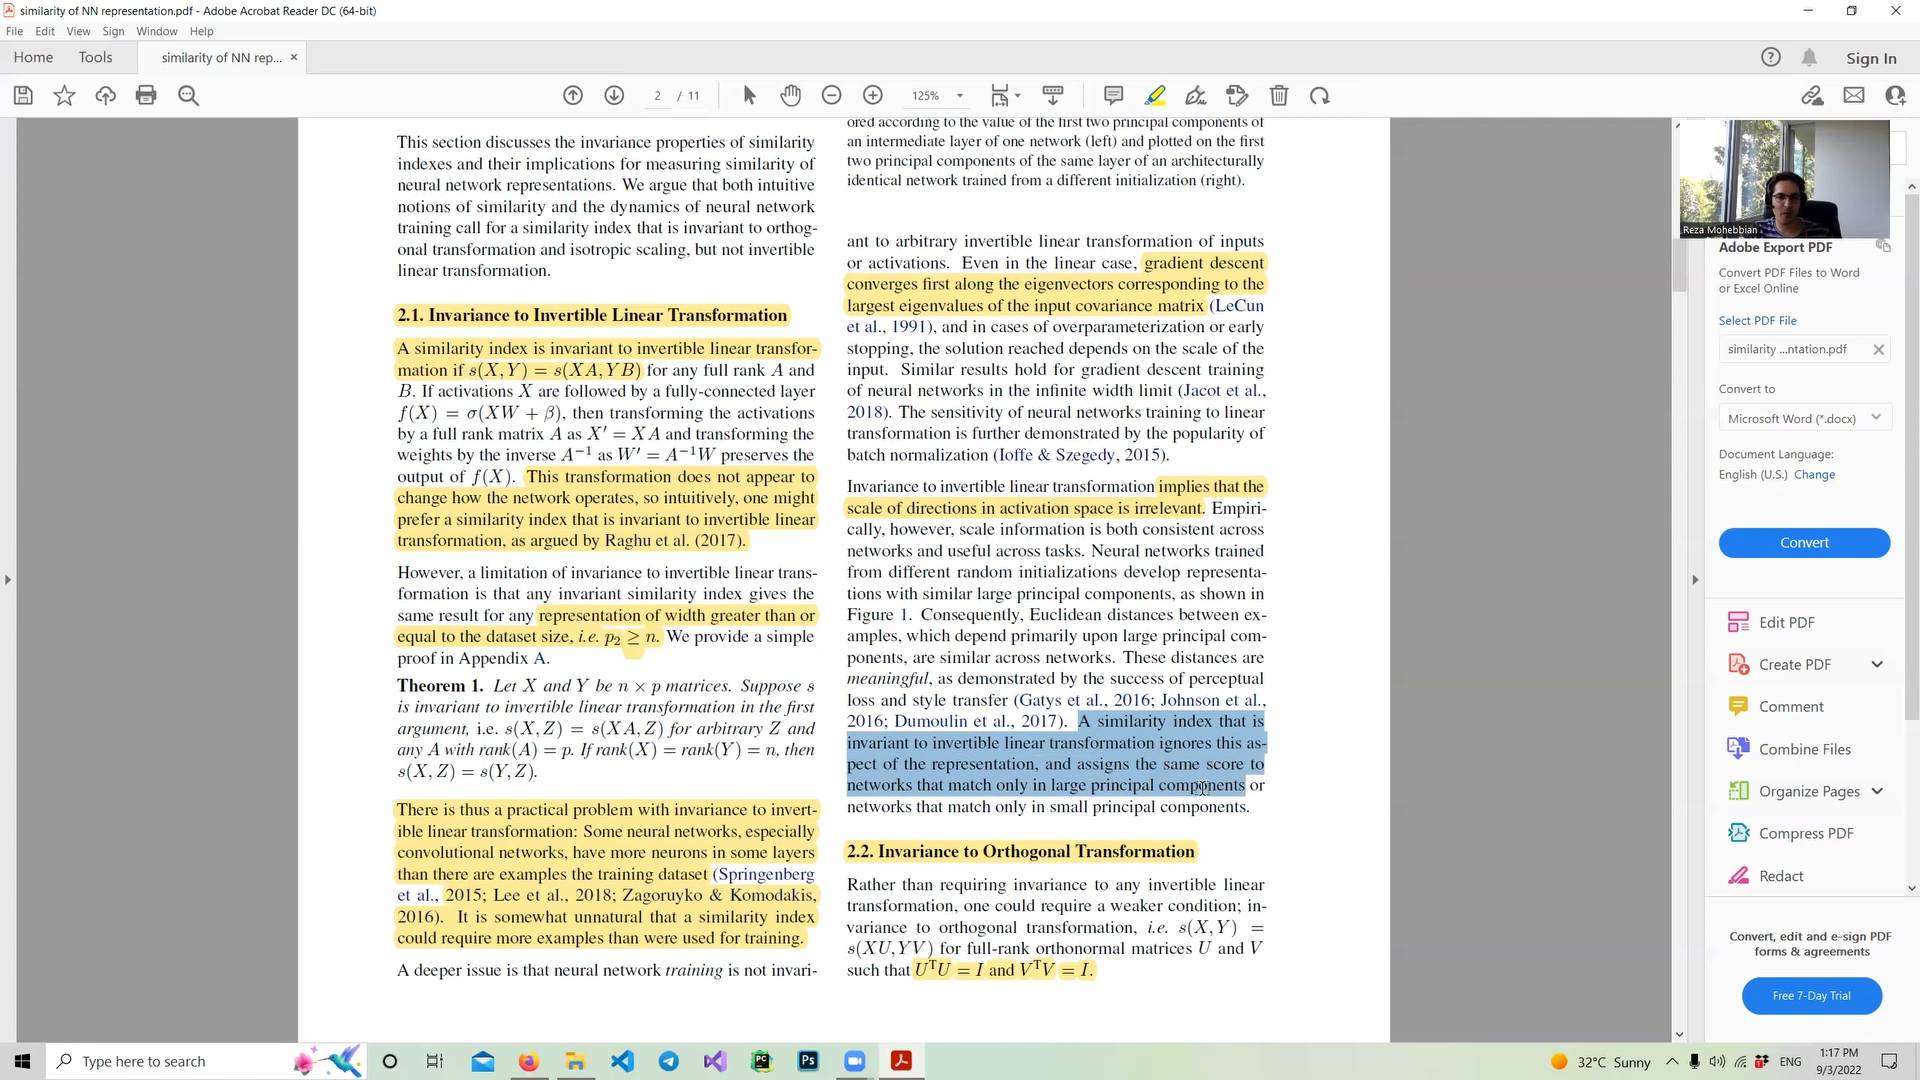 similarity of NN representation.pdf - Adobe Acrobat Reader DC (64-bit)
File Edit View Sign Window Help
Home Tools similarity of NN rep... × Sign In
2 / 11 125%
This section discusses the invariance properties of similarity
indexes and their implications for measuring similarity of
neural network representations. We argue that both intuitive
notions of similarity and the dynamics of neural network
training call for a similarity index that is invariant to orthog-
onal transformation and isotropic scaling, but not invertible
linear transformation.
2.1. Invariance to Invertible Linear Transformation
A similarity index is invariant to invertible linear transfor-
mation if s(X, Y) = s(XA, YB) for any full rank A and
B. If activations X are followed by a fully-connected layer
f(X) = σ(XW + β), then transforming the activations
by a full rank matrix A as X′ = XA and transforming the
weights by the inverse A⁻¹ as W′ = A⁻¹W preserves the
output of f(X). This transformation does not appear to
change how the network operates, so intuitively, one might
prefer a similarity index that is invariant to invertible linear
transformation, as argued by Raghu et al. (2017).
However, a limitation of invariance to invertible linear trans-
formation is that any invariant similarity index gives the
same result for any representation of width greater than or
equal to the dataset size, i.e. p₂ ≥ n. We provide a simple
proof in Appendix A.
Theorem 1. Let X and Y be n × p matrices. Suppose s
is invariant to invertible linear transformation in the first
argument, i.e. s(X, Z) = s(XA, Z) for arbitrary Z and
any A with rank(A) = p. If rank(X) = rank(Y) = n, then
s(X, Z) = s(Y, Z).
There is thus a practical problem with invariance to invert-
ible linear transformation: Some neural networks, especially
convolutional networks, have more neurons in some layers
than there are examples the training dataset (Springenberg
et al., 2015; Lee et al., 2018; Zagoruyko & Komodakis,
2016). It is somewhat unnatural that a similarity index
could require more examples than were used for training.
A deeper issue is that neural network training is not invari-
ored according to the value of the first two principal components of
an intermediate layer of one network (left) and plotted on the first
two principal components of the same layer of an architecturally
identical network trained from a different initialization (right).
ant to arbitrary invertible linear transformation of inputs
or activations. Even in the linear case, gradient descent
converges first along the eigenvectors corresponding to the
largest eigenvalues of the input covariance matrix (LeCun
et al., 1991), and in cases of overparameterization or early
stopping, the solution reached depends on the scale of the
input. Similar results hold for gradient descent training
of neural networks in the infinite width limit (Jacot et al.,
2018). The sensitivity of neural networks training to linear
transformation is further demonstrated by the popularity of
batch normalization (Ioffe & Szegedy, 2015).
Invariance to invertible linear transformation implies that the
scale of directions in activation space is irrelevant. Empiri-
cally, however, scale information is both consistent across
networks and useful across tasks. Neural networks trained
from different random initializations develop representa-
tions with similar large principal components, as shown in
Figure 1. Consequently, Euclidean distances between ex-
amples, which depend primarily upon large principal com-
ponents, are similar across networks. These distances are
meaningful, as demonstrated by the success of perceptual
loss and style transfer (Gatys et al., 2016; Johnson et al.,
2016; Dumoulin et al., 2017). A similarity index that is
invariant to invertible linear transformation ignores this as-
pect of the representation, and assigns the same score to
networks that match only in large principal components or
networks that match only in small principal components.
2.2. Invariance to Orthogonal Transformation
Rather than requiring invariance to any invertible linear
transformation, one could require a weaker condition; in-
variance to orthogonal transformation, i.e. s(X, Y) =
s(XU, YV) for full-rank orthonormal matrices U and V
such that UᵀU = I and VᵀV = I.
Reza Mohebbian
Adobe Export PDF
Convert PDF Files to Word
or Excel Online
Select PDF File
similarity ...ntation.pdf
Convert to
Microsoft Word (*.docx)
Document Language:
English (U.S.) Change
Convert
Edit PDF
Create PDF
Comment
Combine Files
Organize Pages
Compress PDF
Redact
Convert, edit and e-sign PDF
forms & agreements
Free 7-Day Trial
Type here to search
32°C Sunny ENG
1:17 PM
9/3/2022